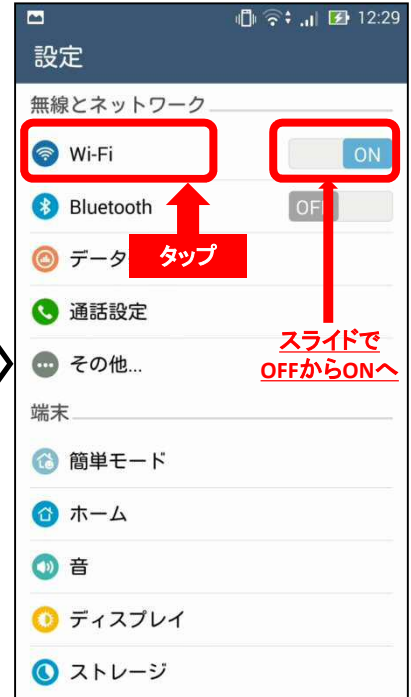 12:29
設定
無線とネットワーク
Wi-Fi
ON
Bluetooth
OF
データ
タップ
通話設定
スライドで
OFFからONへ
その他...
端末
簡単モード
ホーム
音
ディスプレイ
ストレージ